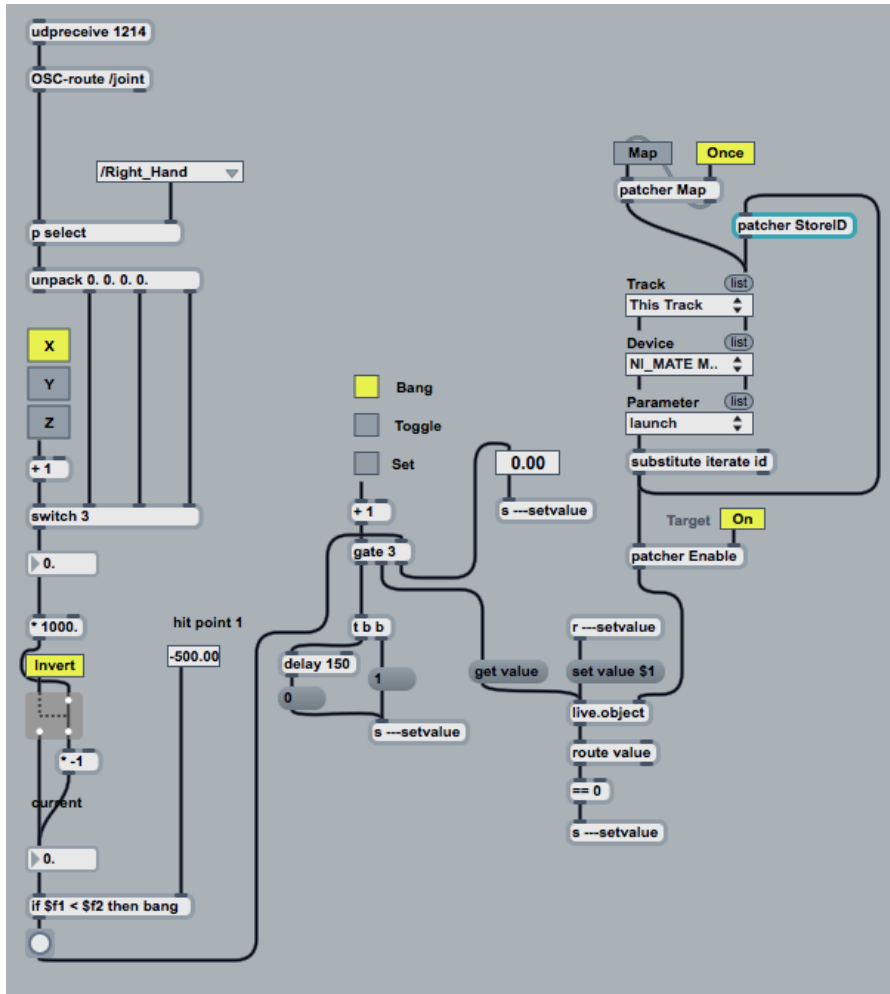 udpreceive 1214
OSC-route /joint
/Right_Hand
p select
unpack 0. 0. 0. 0.
X
Y
Z
+ 1
switch 3
0.
* 1000.
Invert
* -1
current
0.
if $f1 < $f2 then bang
hit point 1
-500.00
Bang
Toggle
Set
+ 1
gate 3
t b b
delay 150
0
1
s ---setvalue
0.00
s ---setvalue
get value
Map
Once
patcher Map
patcher StoreID
Track
list
This Track
Device
list
NI_MATE M..
Parameter
list
launch
substitute iterate id
Target
On
patcher Enable
r ---setvalue
set value $1
live.object
route value
== 0
s ---setvalue